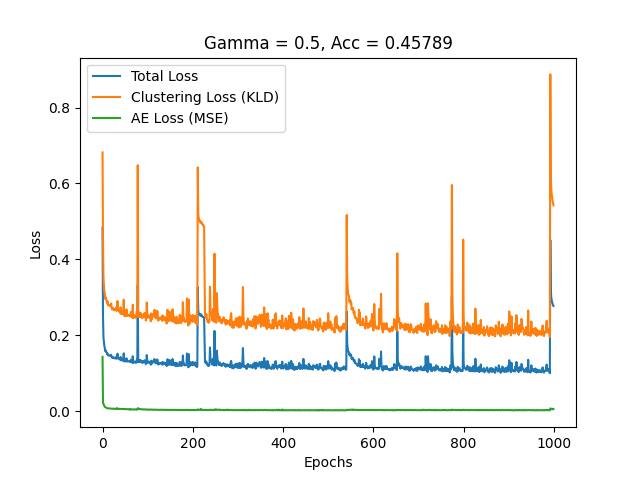 Gamma = 0.5, Acc = 0.45789
Total Loss
Clustering Loss (KLD)
AE Loss (MSE)
0.8
0.6
0.4
0.2
0.0
Loss
0 200 400 600 800 1000
Epochs